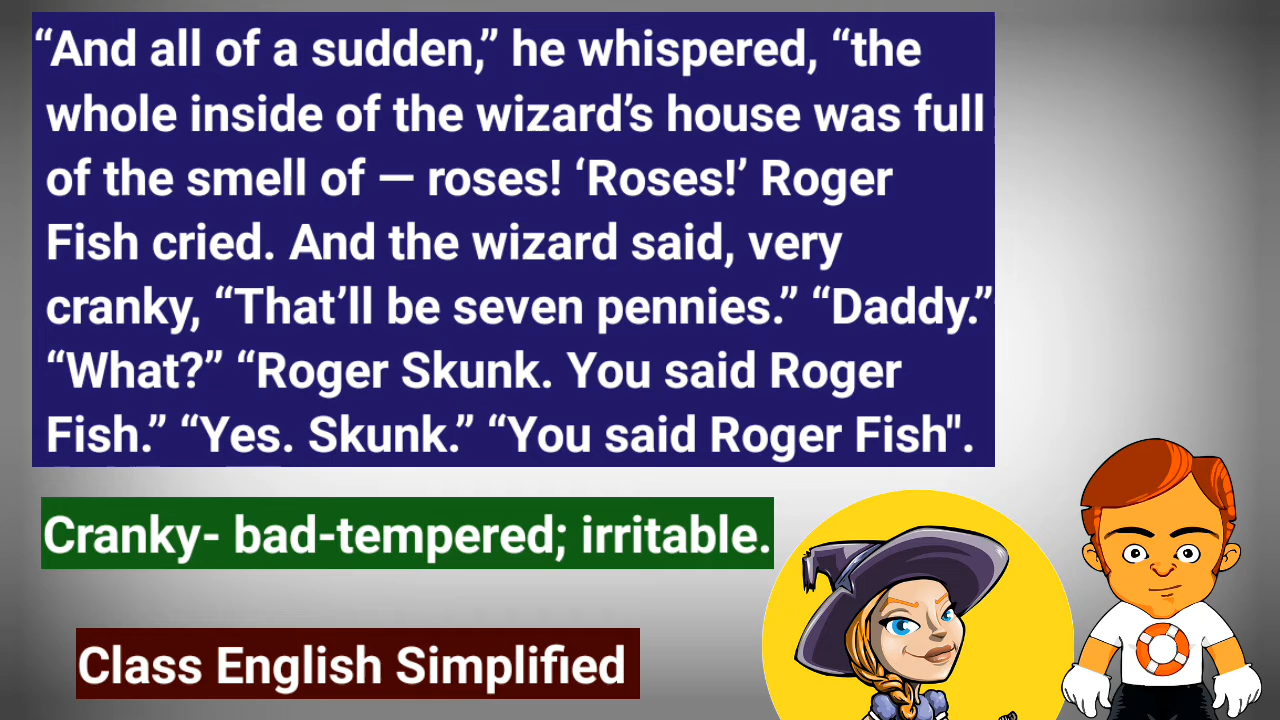 “And all of a sudden,” he whispered, “the
whole inside of the wizard’s house was full
of the smell of — roses! ‘Roses!’ Roger
Fish cried. And the wizard said, very
cranky, “That’ll be seven pennies.” “Daddy.”
“What?” “Roger Skunk. You said Roger
Fish.” “Yes. Skunk.” “You said Roger Fish".
Cranky- bad-tempered; irritable.
Class English Simplified